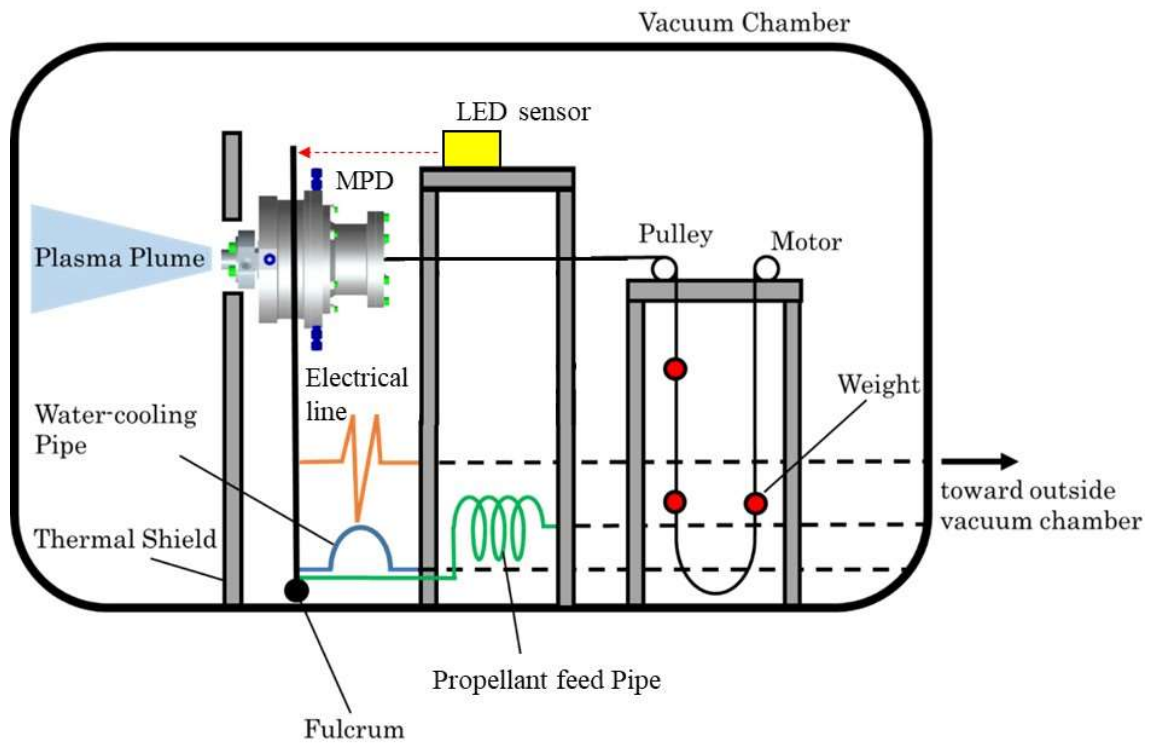 Vacuum Chamber
LED sensor
MPD
Pulley
Motor
Plasma Plume
Electrical
line
Weight
Water-cooling
Pipe
toward outside
vacuum chamber
Thermal Shield
Propellant feed Pipe
Fulcrum